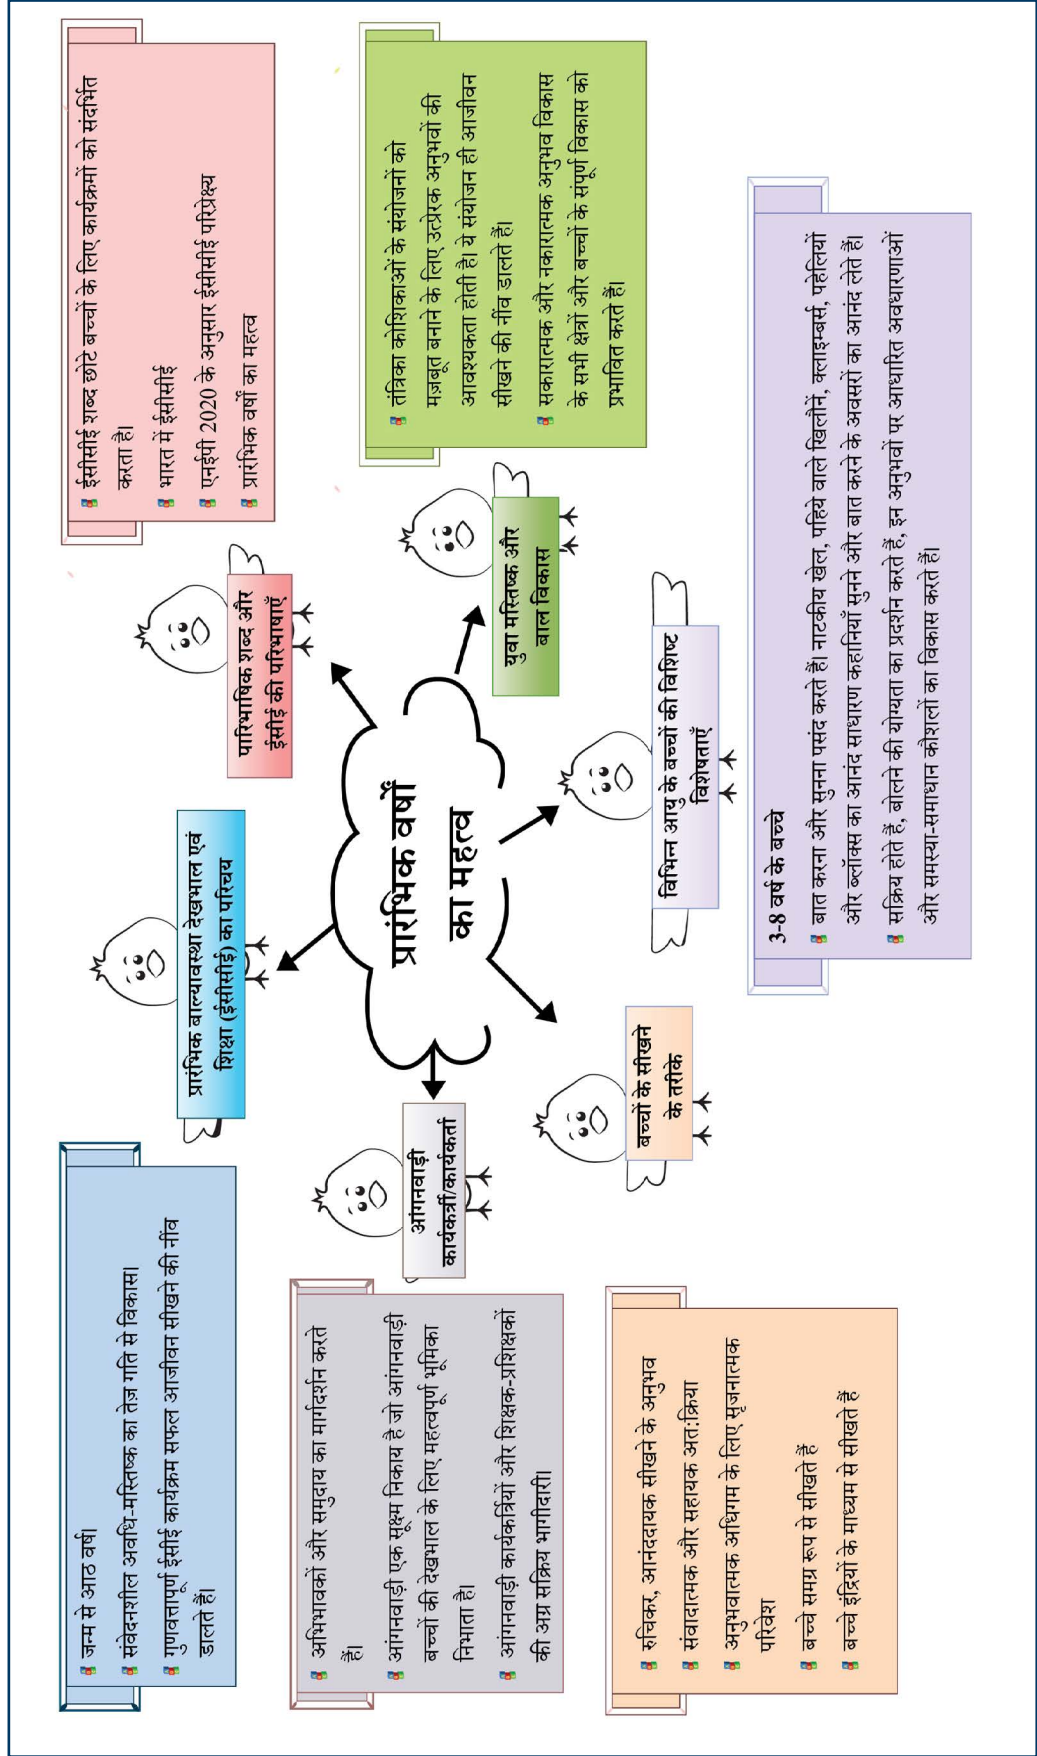 जन्म से आठ वर्ष।
संवेदनशील अवधि-मस्तिष्क का तेज़ गति से विकास।
गुणवत्तापूर्ण ईसीई कार्यक्रम सफल आजीवन सीखने की नींव
डालते हैं।
प्रारंभिक बाल्यावस्था देखभाल एवं
शिक्षा (ईसीसीई) का परिचय
ईसीसीई शब्द छोटे बच्चों के लिए कार्यक्रमों को संदर्भित
करता है।
भारत में ईसीसीई
एनईपी 2020 के अनुसार ईसीसीई परिप्रेक्ष्य
प्रारंभिक वर्षों का महत्व
पारिभाषिक शब्द और
ईसीई की परिभाषाएँ
अभिभावकों और समुदाय का मार्गदर्शन करते
हैं।
आंगनवाड़ी एक सूक्ष्म निकाय है जो आंगनवाड़ी
बच्चों की देखभाल के लिए महत्वपूर्ण भूमिका
निभाता है।
आंगनवाड़ी कार्यकर्त्रियों और शिक्षक-प्रशिक्षकों
की अग्र सक्रिय भागीदारी।
आंगनवाड़ी
कार्यकर्त्री/कार्यकर्ता
प्रारंभिक वर्षों
का महत्व
युवा मस्तिष्क और
बाल विकास
तंत्रिका कोशिकाओं के संयोजनों को
मज़बूत बनाने के लिए उत्प्रेरक अनुभवों की
आवश्यकता होती है। ये संयोजन ही आजीवन
सीखने की नींव डालते हैं।
सकारात्मक और नकारात्मक अनुभव विकास
के सभी क्षेत्रों और बच्चों के संपूर्ण विकास को
प्रभावित करते हैं।
रुचिकर, आनंददायक सीखने के अनुभव
संवादात्मक और सहायक अतं:क्रिया
अनुभवात्मक अधिगम के लिए सृजनात्मक
परिवेश
बच्चे समग्र रूप से सीखते हैं
बच्चे इंद्रियों के माध्यम से सीखते हैं
बच्चों के सीखने
के तरीके
विभिन्न आयु के बच्चों की विशिष्ट
विशेषताएँ
3-8 वर्ष के बच्चे
बात करना और सुनना पसंद करते हैं। नाटकीय खेल, पहिये वाले खिलौनें, क्लाइम्बर्स, पहेलियों
और ब्लॉक्स का आनंद साधारण कहानियाँ सुनने और बात करने के अवसरों का आनंद लेते हैं।
सक्रिय होते हैं, बोलने की योग्यता का प्रदर्शन करते हैं, इन अनुभवों पर आधारित अवधारणाओं
और समस्या-समाधान कौशलों का विकास करते हैं।